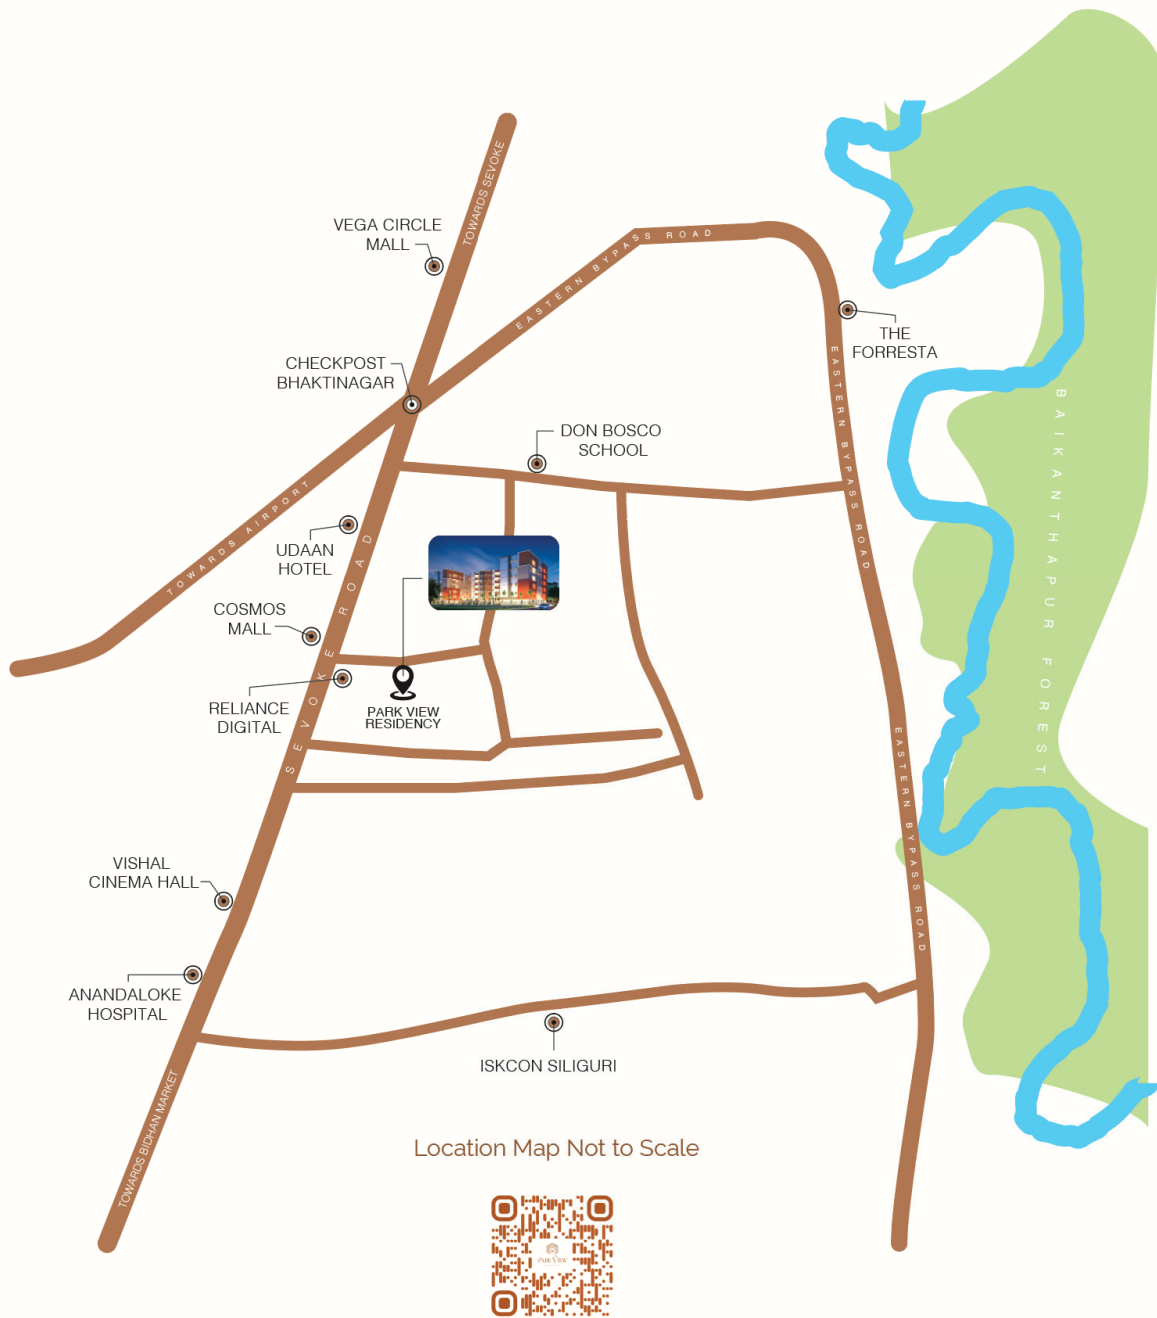 TOWARDS SEVOKE
VEGA CIRCLE
MALL
EASTERN BYPASS ROAD
THE
FORRESTA
CHECKPOST
BHAKTINAGAR
EASTERN BYPASS ROAD
BAIKANTHAPUR FOREST
DON BOSCO
SCHOOL
TOWARDS AIRPORT
UDAAN
HOTEL
SEVOKE ROAD
COSMOS
MALL
RELIANCE
DIGITAL
PARK VIEW
RESIDENCY
EASTERN BYPASS ROAD
VISHAL
CINEMA HALL
ANANDALOKE
HOSPITAL
ISKCON SILIGURI
TOWARDS BIDHAN MARKET
Location Map Not to Scale
PARK VIEW